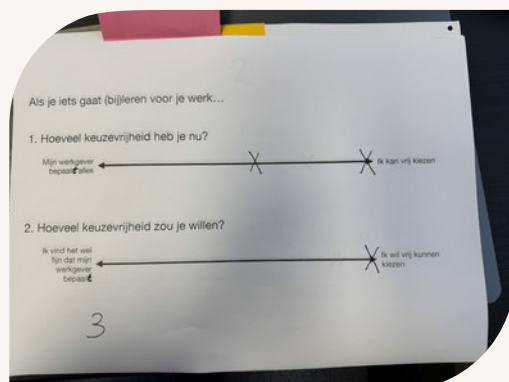 2
Als je iets gaat (bij)leren voor je werk...
1. Hoeveel keuzevrijheid heb je nu?
Mijn werkgever
bepaalt alles
Ik kan vrij kiezen
2. Hoeveel keuzevrijheid zou je willen?
Ik vind het wel
fijn dat mijn
werkgever
bepaalt
Ik wil vrij kunnen
kiezen
3